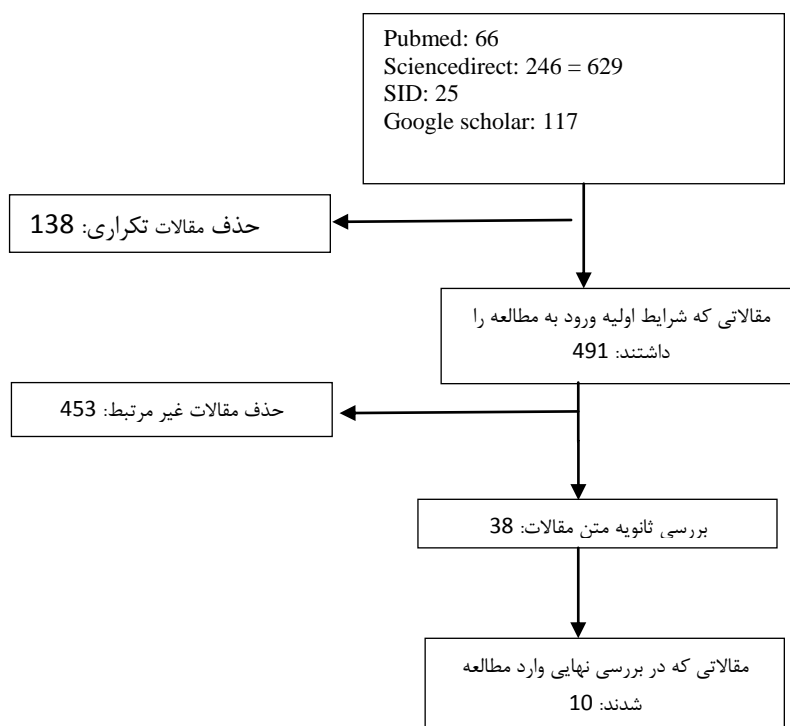 Pubmed: 66
Sciencedirect: 246 = 629
SID: 25
Google scholar: 117
حذف مقالات تکراری: 138
مقالاتی که شرایط اولیه ورود به مطالعه را
داشتند: 491
حذف مقالات غیر مرتبط: 453
بررسی ثانویه متن مقالات: 38
مقالاتی که در بررسی نهایی وارد مطالعه
شدند: 10